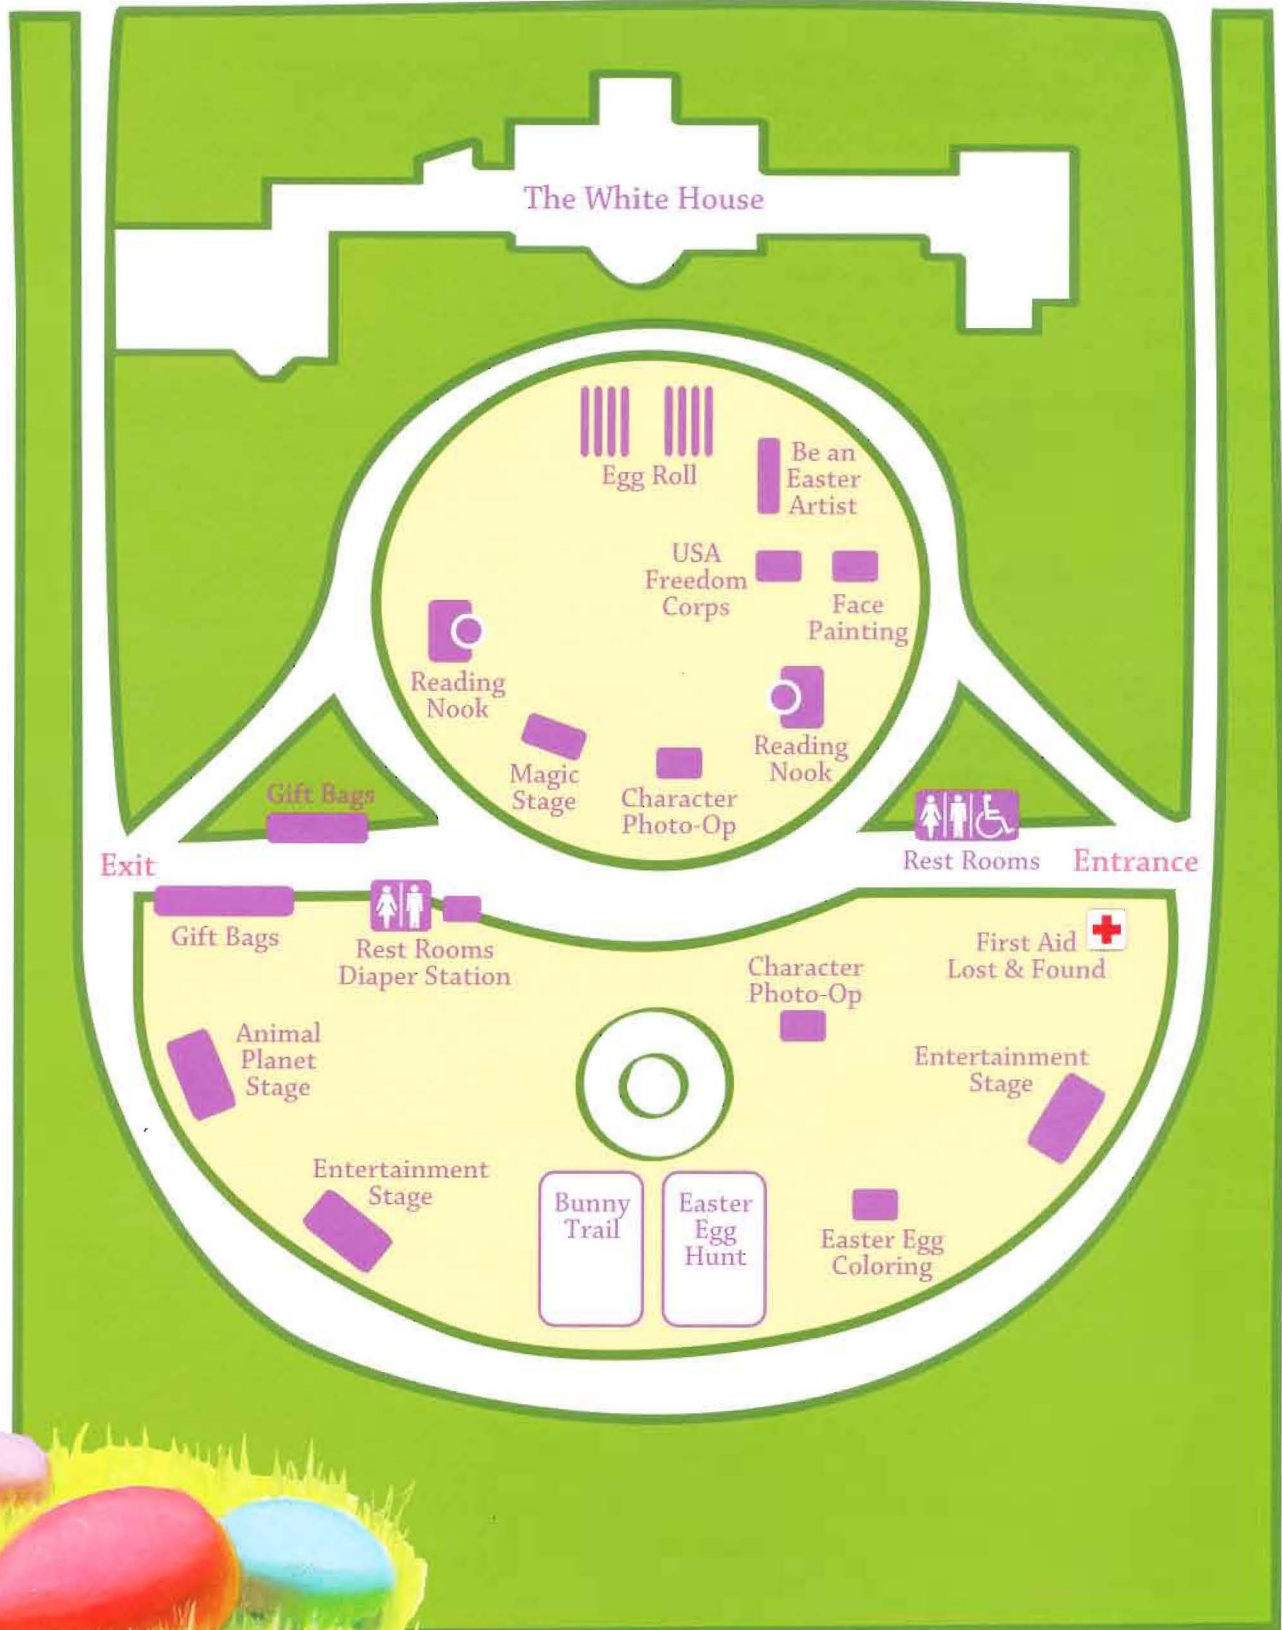 The White House
Egg Roll
Be an
Easter
Artist
USA
Freedom
Corps
Face
Painting
Reading
Nook
Reading
Nook
Magic
Stage
Character
Photo-Op
Gift Bags
Rest Rooms
Exit
Entrance
Gift Bags
Rest Rooms
Diaper Station
First Aid
Lost & Found
Character
Photo-Op
Animal
Planet
Stage
Entertainment
Stage
Entertainment
Stage
Bunny
Trail
Easter
Egg
Hunt
Easter Egg
Coloring